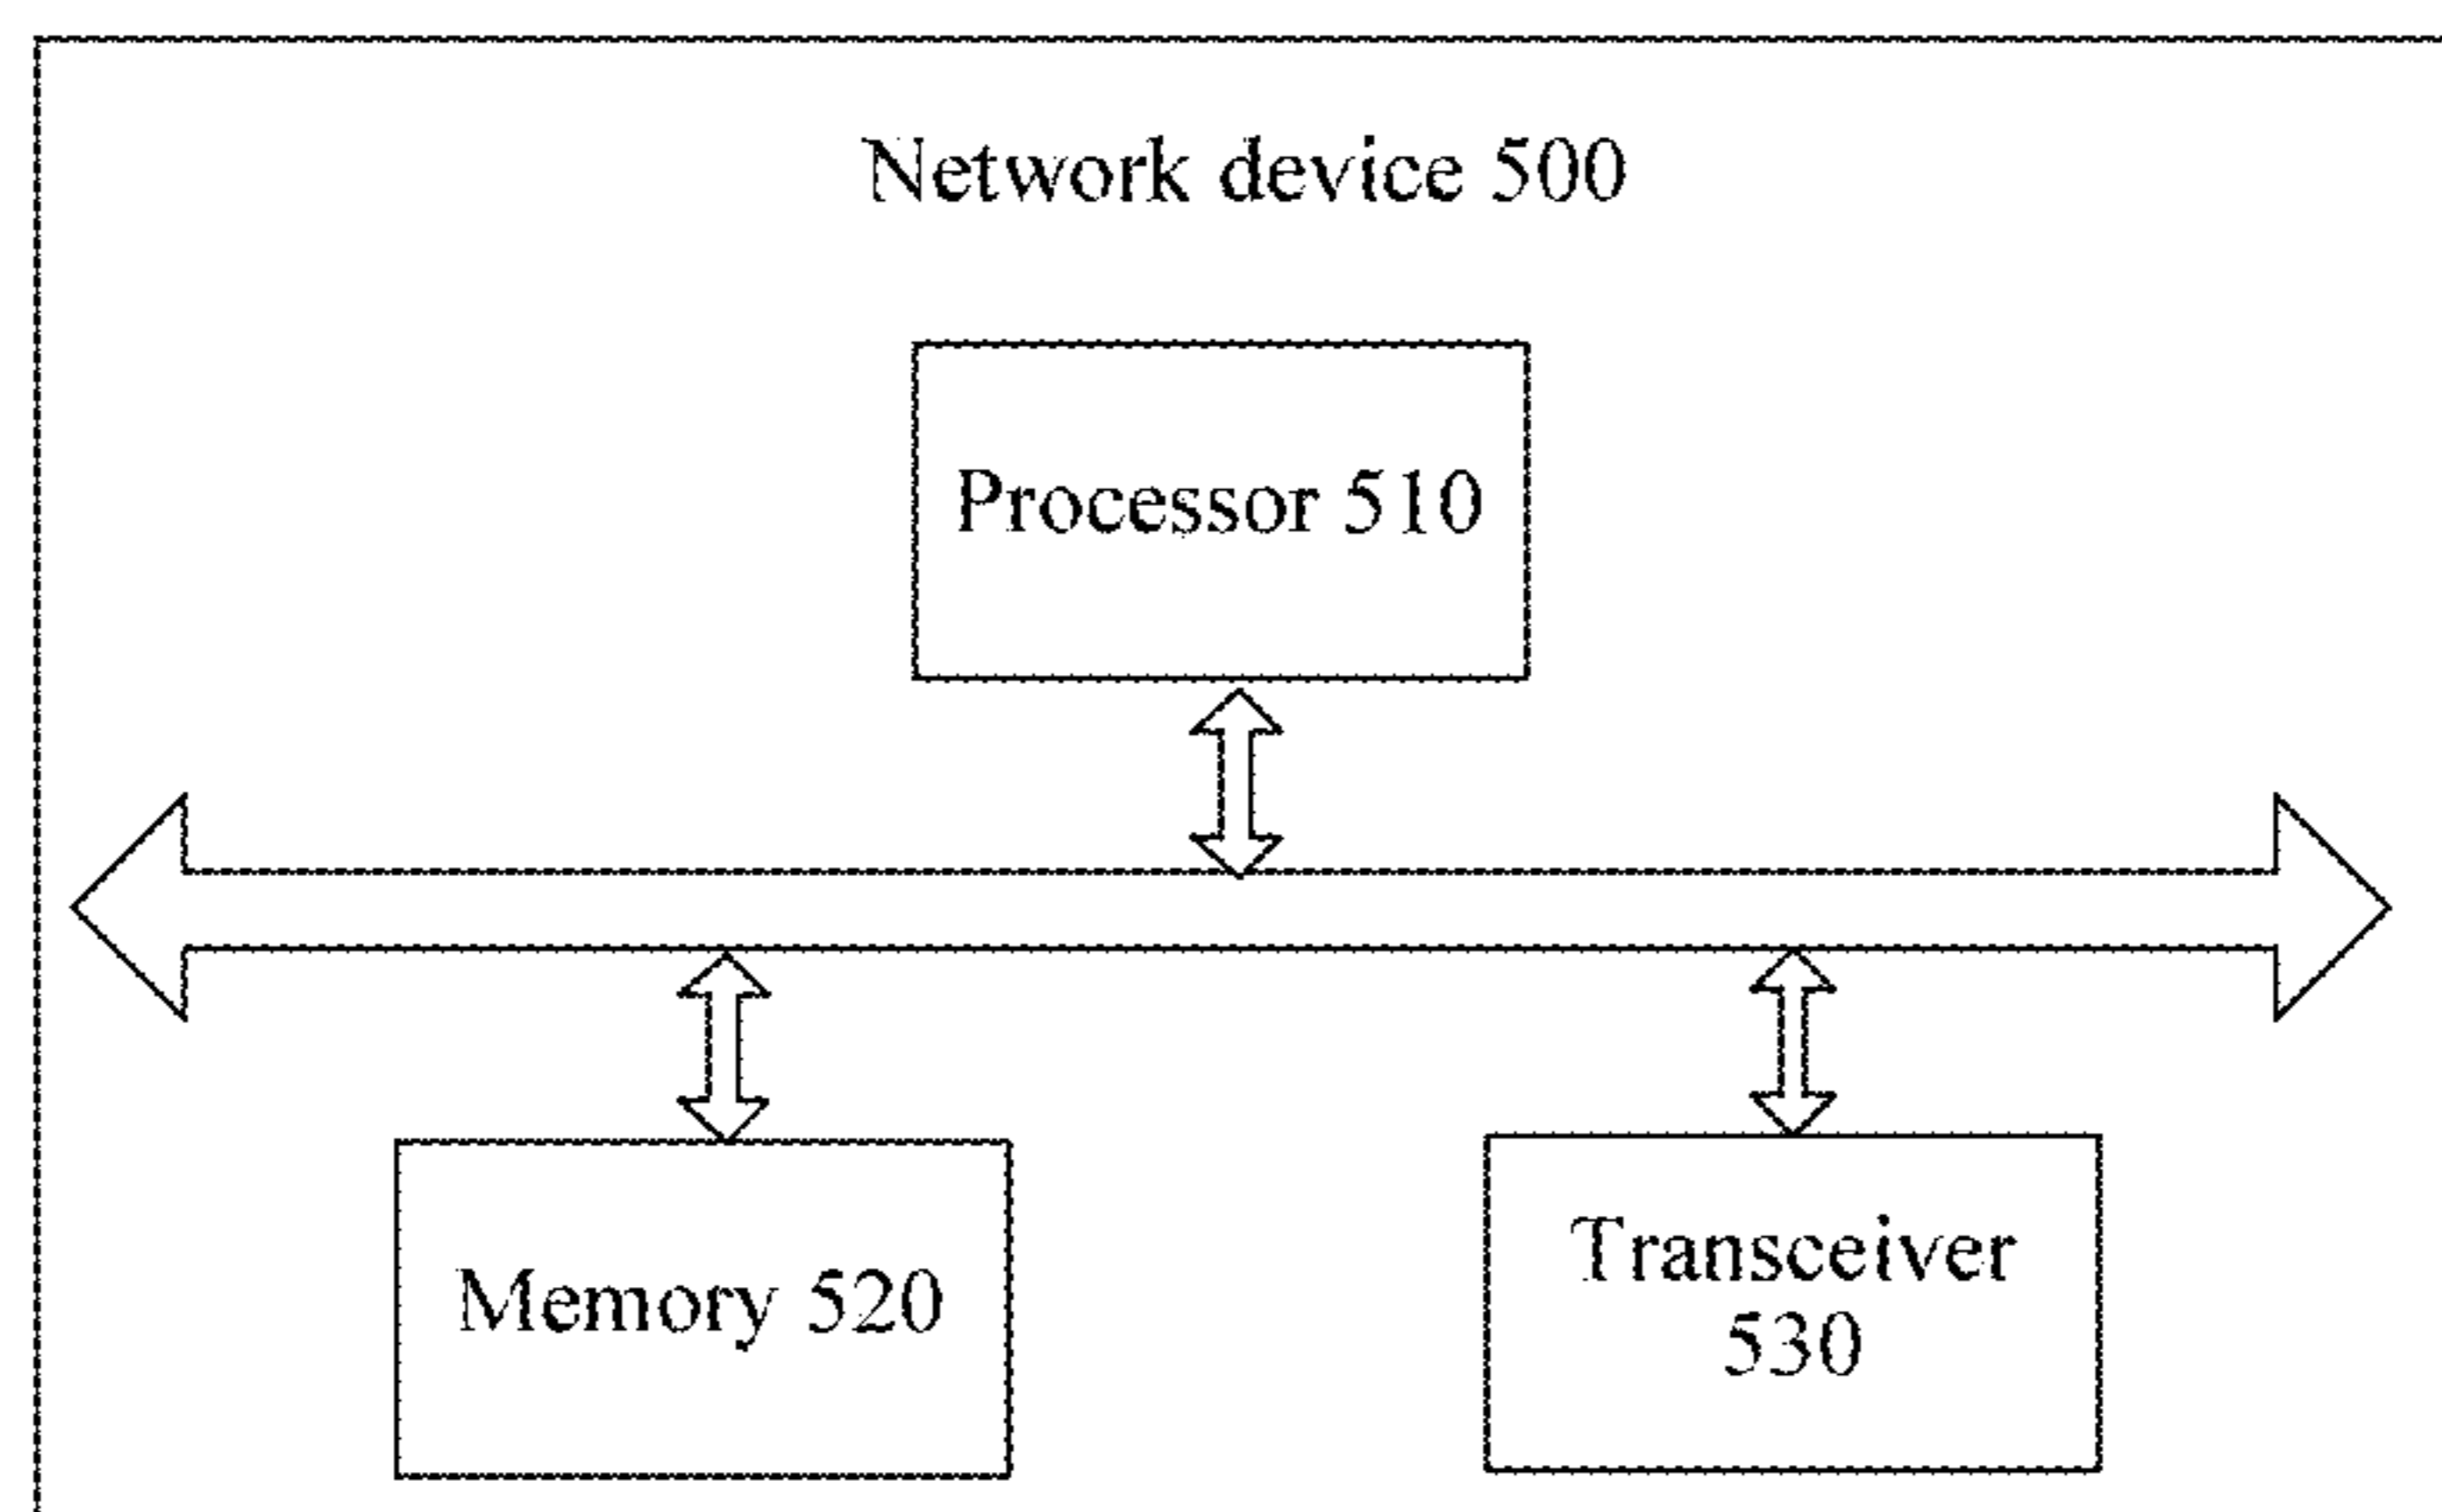 Network device 500
Processor 510
Memory 520
Transceiver
530